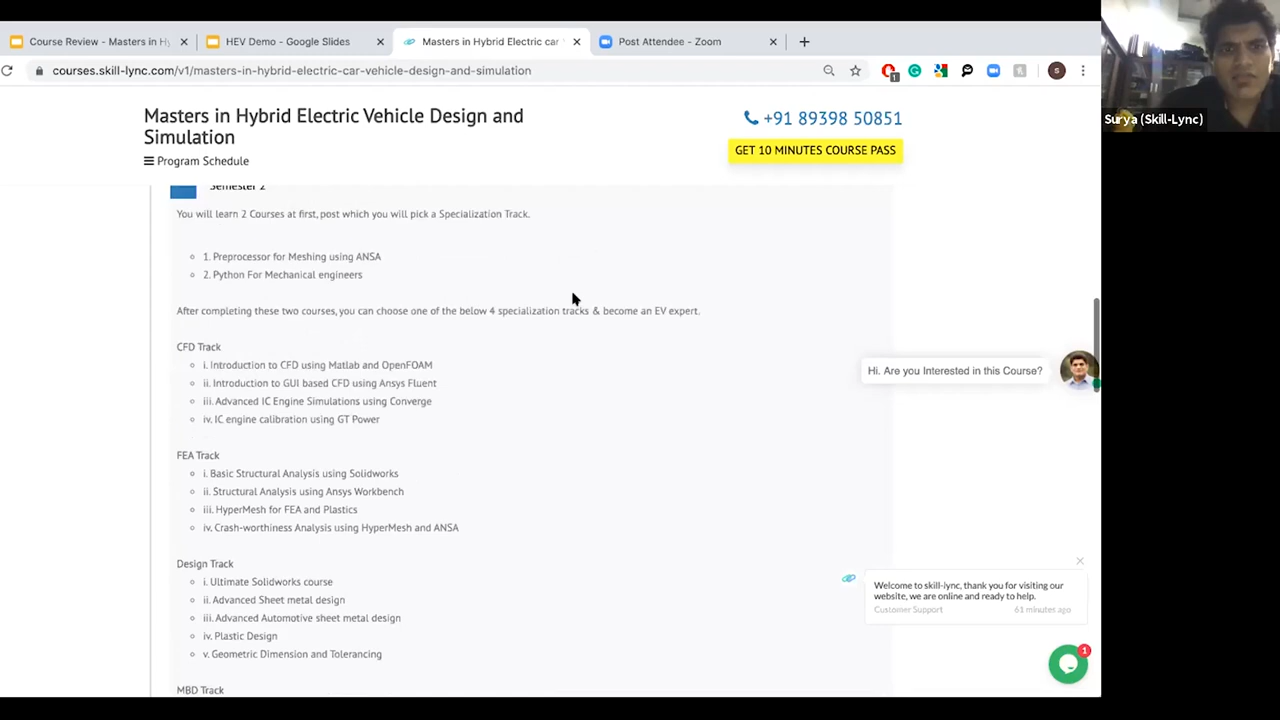 Course Review - Masters in Hy
HEV Demo - Google Slides
Masters in Hybrid Electric car
Post Attendee - Zoom
courses.skill-lync.com/v1/masters-in-hybrid-electric-car-vehicle-design-and-simulation
1
S
Surya (Skill-Lync)
Masters in Hybrid Electric Vehicle Design and
Simulation
Program Schedule
+91 89398 50851
GET 10 MINUTES COURSE PASS
Semester 2
You will learn 2 Courses at first, post which you will pick a Specialization Track.
1. Preprocessor for Meshing using ANSA
2. Python For Mechanical engineers
After completing these two courses, you can choose one of the below 4 specialization tracks & become an EV expert.
CFD Track
i. Introduction to CFD using Matlab and OpenFOAM
ii. Introduction to GUI based CFD using Ansys Fluent
iii. Advanced IC Engine Simulations using Converge
iv. IC engine calibration using GT Power
Hi. Are you Interested in this Course?
FEA Track
i. Basic Structural Analysis using Solidworks
ii. Structural Analysis using Ansys Workbench
iii. HyperMesh for FEA and Plastics
iv. Crash-worthiness Analysis using HyperMesh and ANSA
Design Track
i. Ultimate Solidworks course
ii. Advanced Sheet metal design
iii. Advanced Automotive sheet metal design
iv. Plastic Design
v. Geometric Dimension and Tolerancing
MBD Track
Welcome to skill-lync, thank you for visiting our
website, we are online and ready to help.
Customer Support
61 minutes ago
1